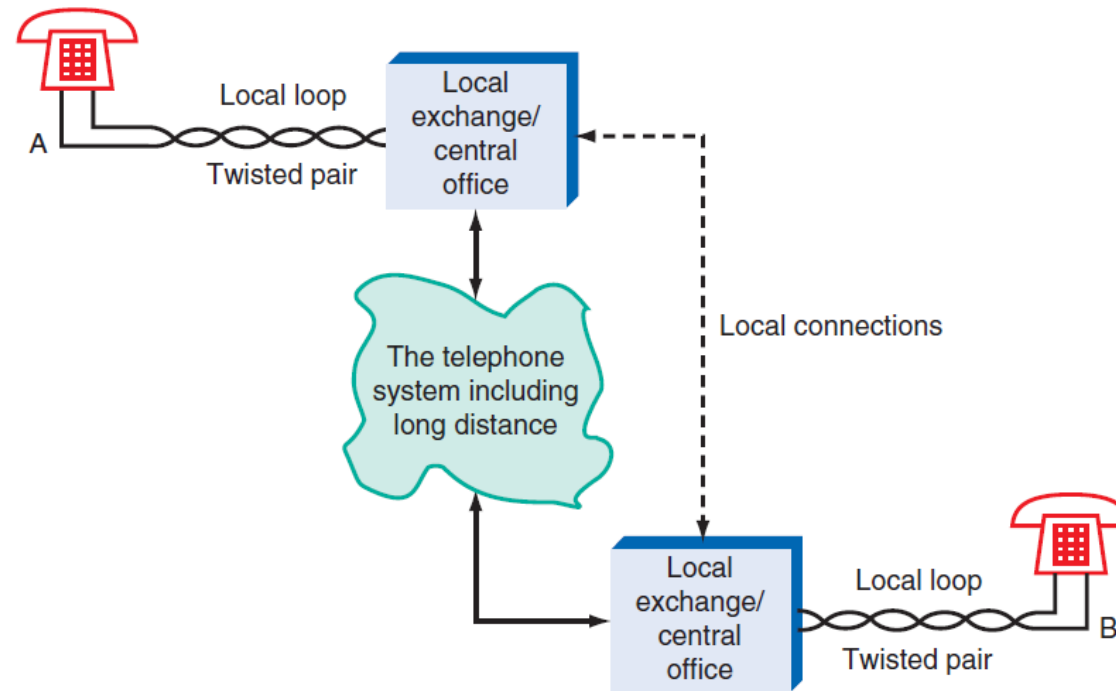 Local loop
A
Twisted pair
Local
exchange/
central
office
Local connections
The telephone
system including
long distance
Local
exchange/
central
office
Local loop
B
Twisted pair